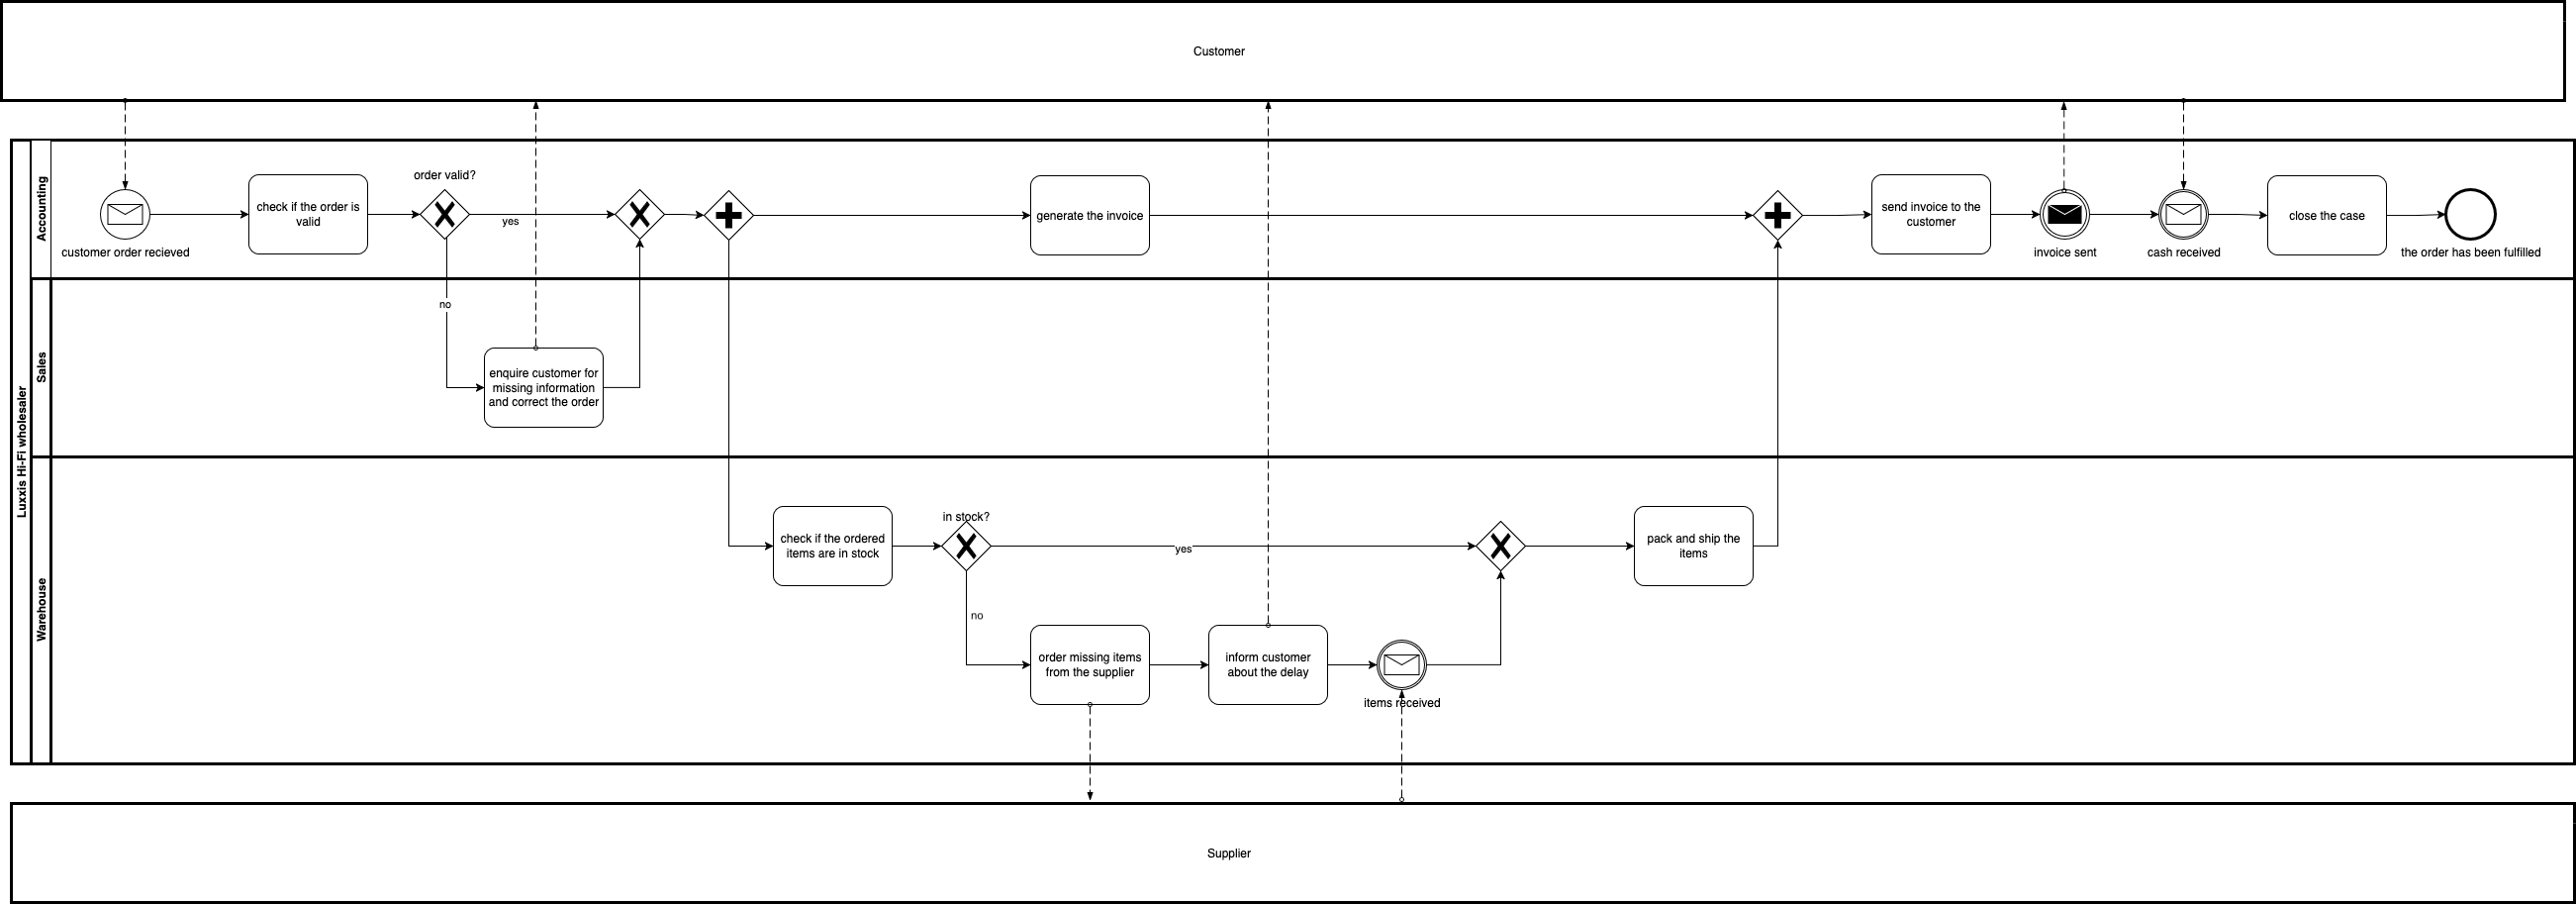 Customer
Luxxis Hi-Fi wholesaler
Accounting
customer order recieved
check if the order is
valid
order valid?
yes
no
generate the invoice
send invoice to the
customer
invoice sent
cash received
close the case
the order has been fulfilled
Sales
enquire customer for
missing information
and correct the order
Warehouse
check if the ordered
items are in stock
in stock?
yes
no
order missing items
from the supplier
inform customer
about the delay
items received
pack and ship the
items
Supplier